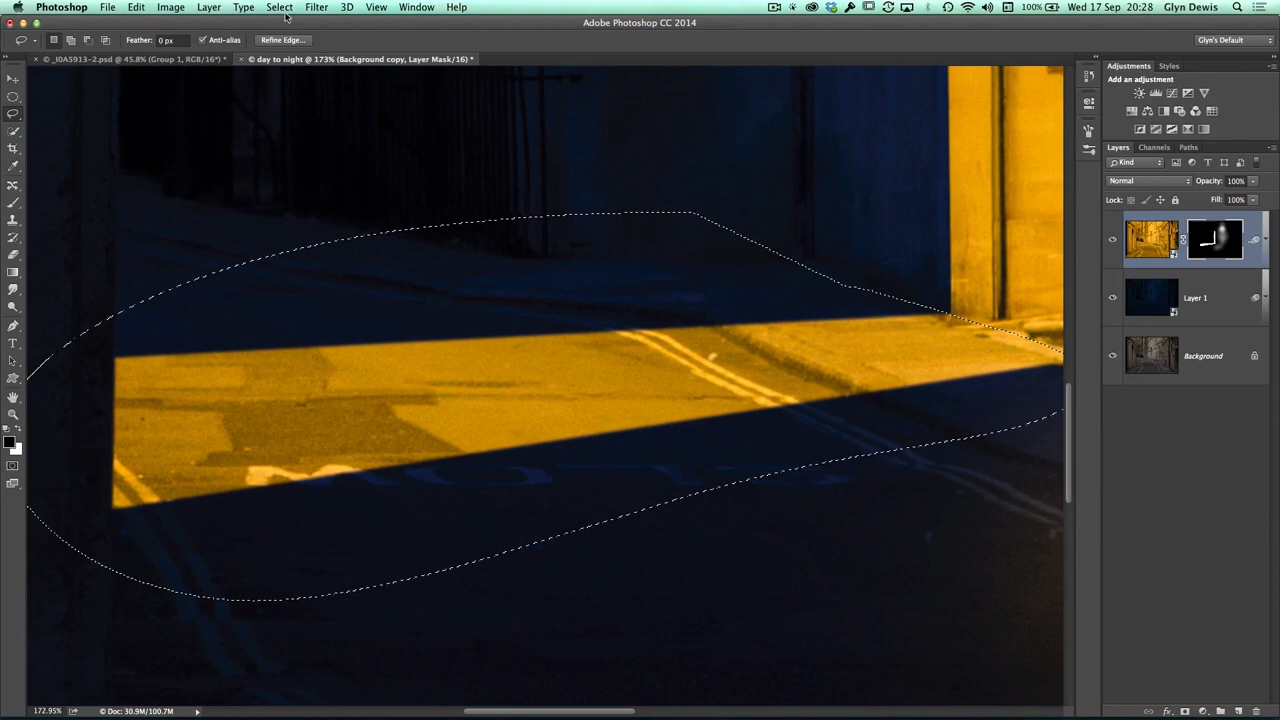 Photoshop File Edit Image Layer Type Select Filter 3D View Window Help 100% Wed 17 Sep 20:28 Glyn Dewis
Adobe Photoshop CC 2014
Feather: 0 px Anti-alias Refine Edge... Glyn's Default
© _I0A5913-2.psd @ 45.8% (Group 1, RGB/16*) * © day to night @ 173% (Background copy, Layer Mask/16) *
Adjustments Styles
Add an adjustment
Layers Channels Paths
Kind
Normal Opacity: 100%
Lock: Fill: 100%
Layer 1
Background
SLOW
172.95% Doc: 30.9M/100.7M